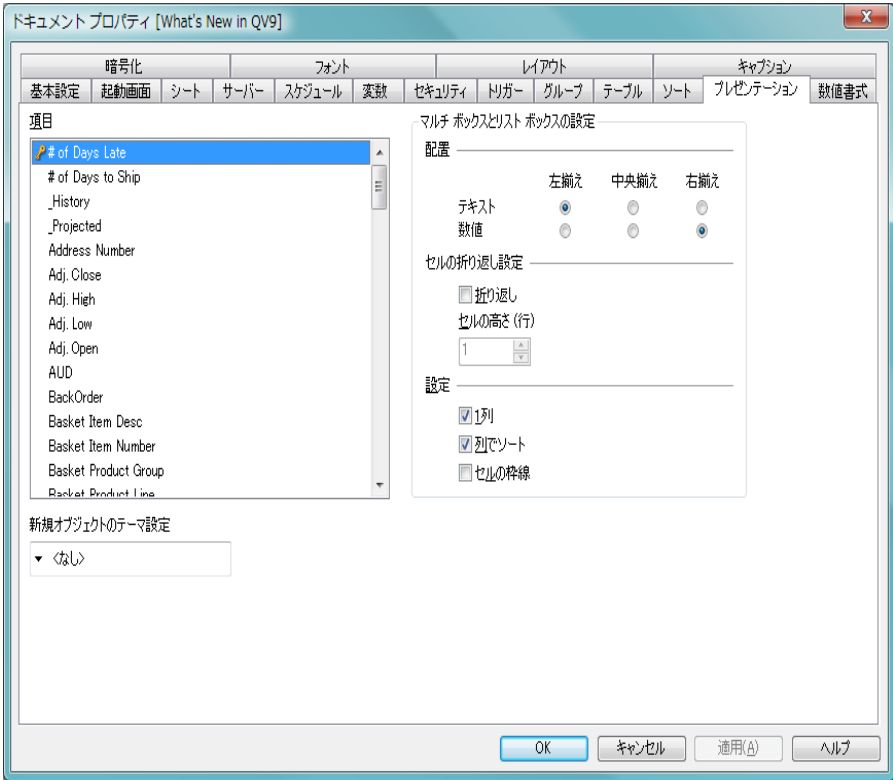 ドキュメント プロパティ [What's New in QV9]
暗号化 フォント レイアウト キャプション
基本設定 起動画面 シート サーバー スケジュール 変数 セキュリティ トリガー グループ テーブル ソート プレゼンテーション 数値書式
項目
# of Days Late
# of Days to Ship
_History
_Projected
Address Number
Adj. Close
Adj. High
Adj. Low
Adj. Open
AUD
BackOrder
Basket Item Desc
Basket Item Number
Basket Product Group
Basket Product Line
新規オブジェクトのテーマ設定
<なし>
マルチ ボックスとリスト ボックスの設定
配置
左揃え 中央揃え 右揃え
テキスト
数値
セルの折り返し設定
折り返し
セルの高さ (行)
1
設定
1列
列でソート
セルの枠線
OK キャンセル 適用(A) ヘルプ